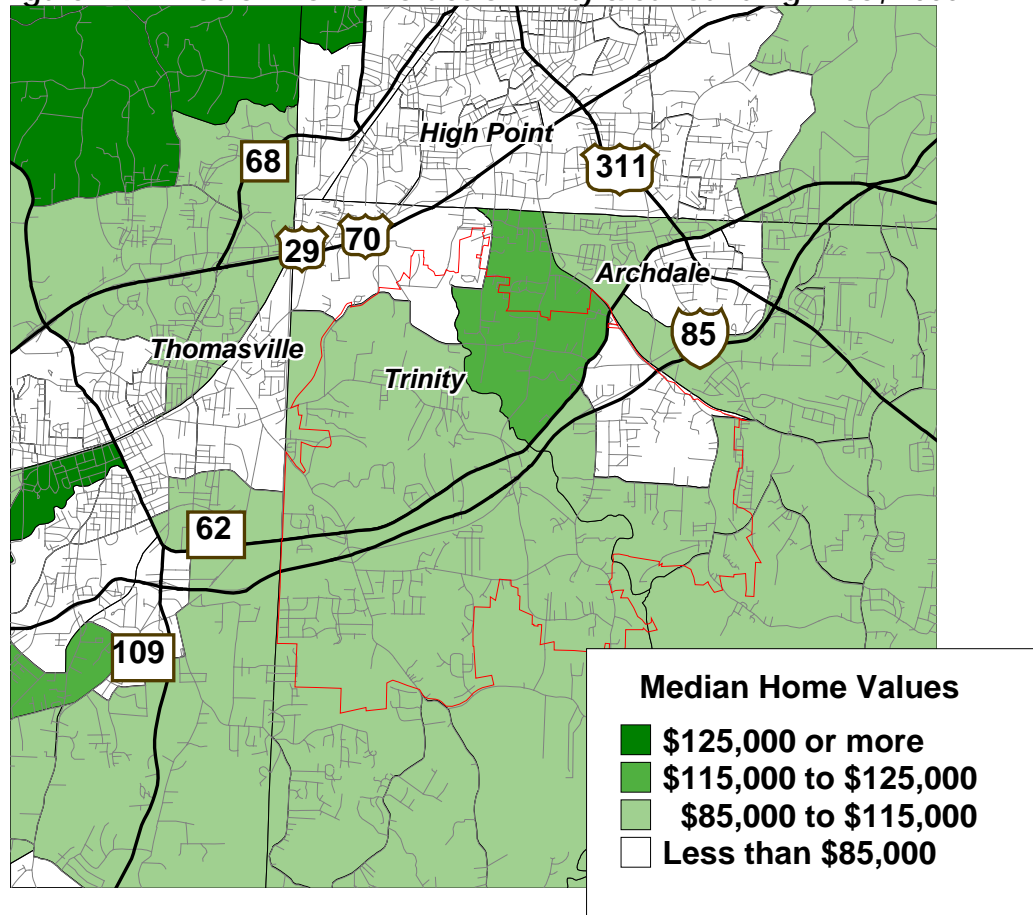 High Point
68
311
29
70
Archdale
85
Thomasville
Trinity
62
109
Median Home Values
$125,000 or more
$115,000 to $125,000
$85,000 to $115,000
Less than $85,000